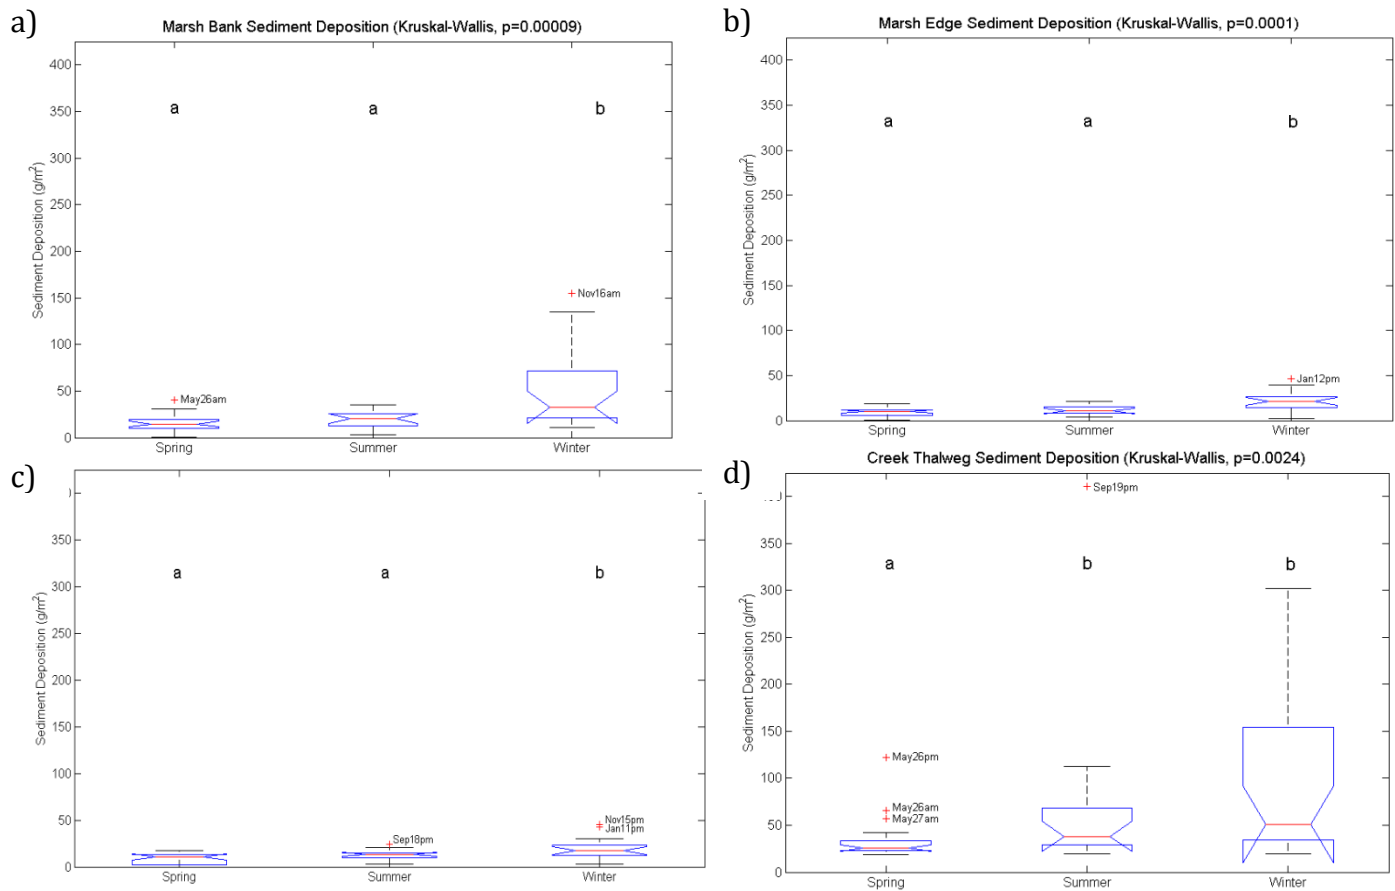 a)
Marsh Bank Sediment Deposition (Kruskal-Wallis, p=0.00009)
400
350
300
250
200
150
100
50
0
Sediment Deposition (g/m²)
a
a
b
May26am
Nov16am
Spring
Summer
Winter
b)
Marsh Edge Sediment Deposition (Kruskal-Wallis, p=0.0001)
400
350
300
250
200
150
100
50
0
Sediment Deposition (g/m²)
a
a
b
Jan12pm
Spring
Summer
Winter
c)
300
250
200
150
100
50
0
Sediment Deposition (g/m²)
a
a
b
Sep18pm
Nov15pm
Jan11pm
Spring
Summer
Winter
d)
Creek Thalweg Sediment Deposition (Kruskal-Wallis, p=0.0024)
350
300
250
200
150
100
50
0
Sediment Deposition (g/m²)
Sep19pm
a
b
b
May26pm
May26am
May27am
Spring
Summer
Winter